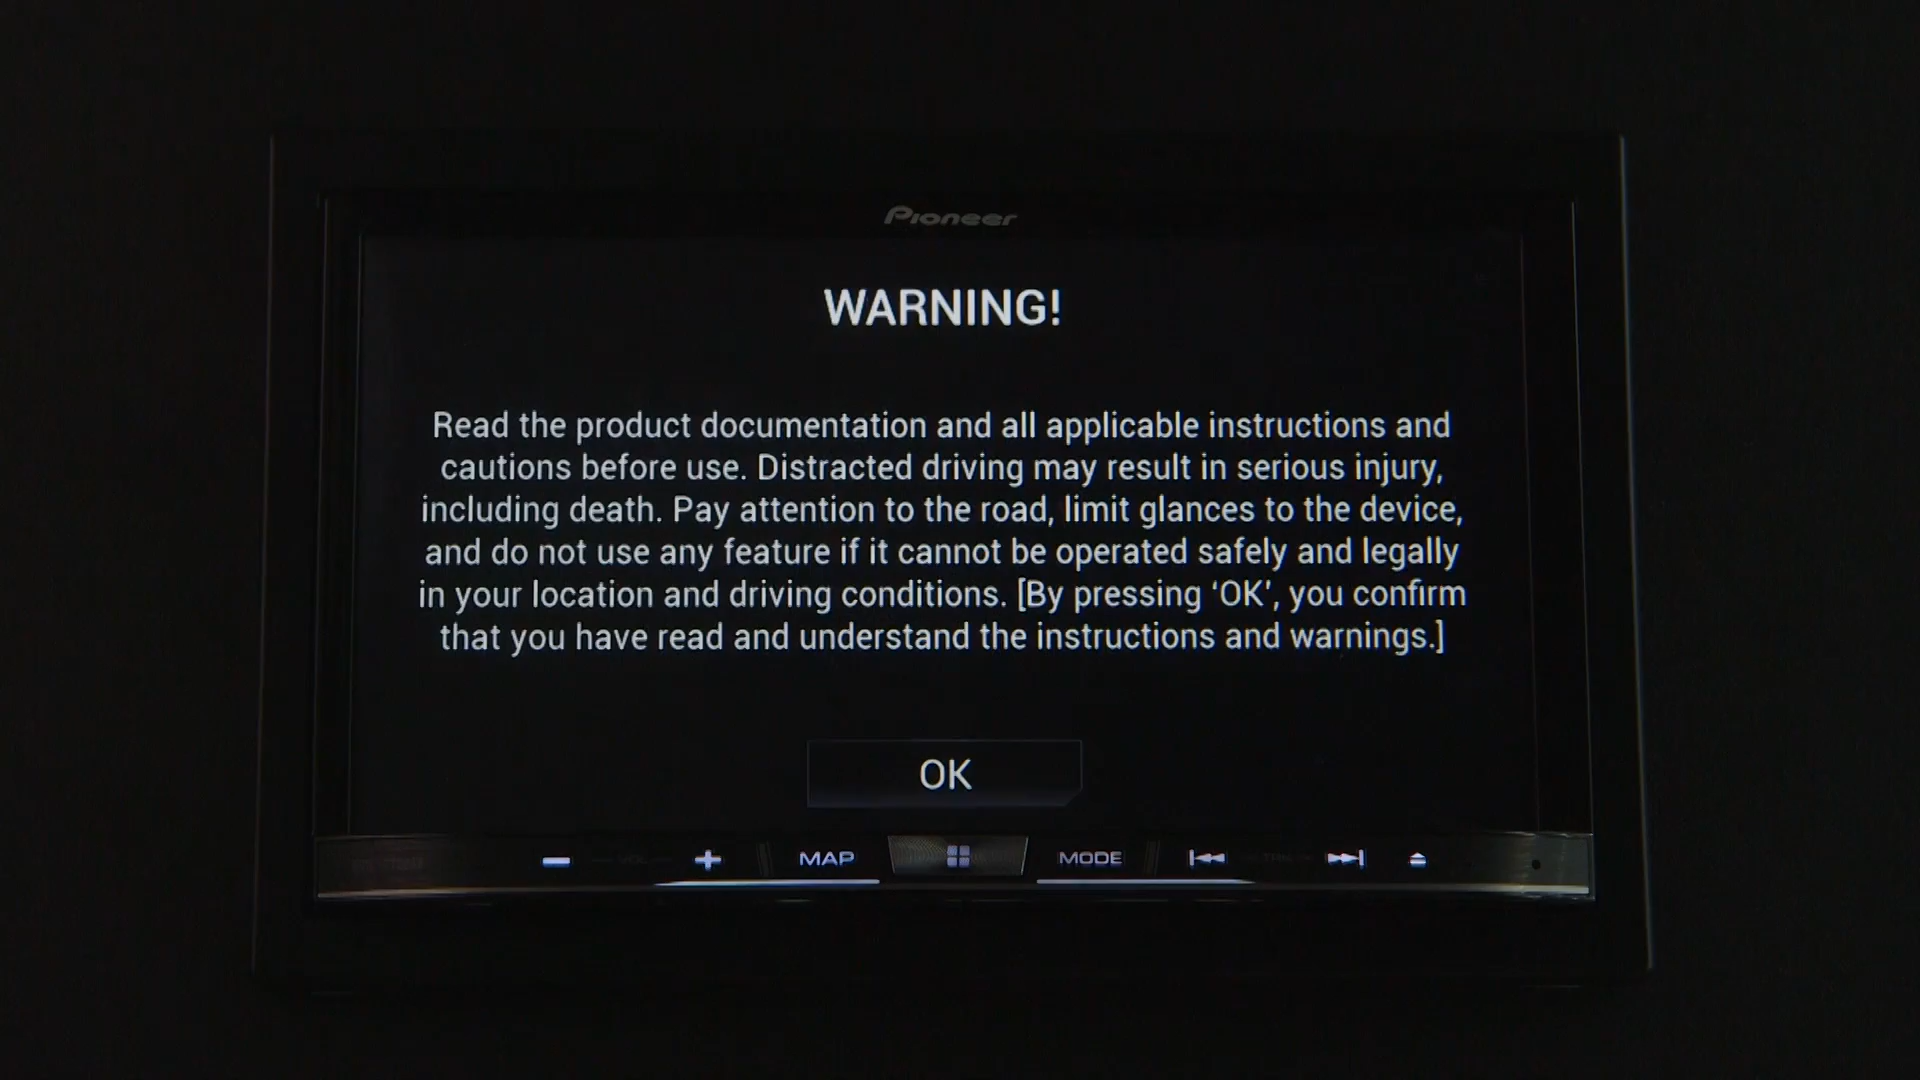 Pioneer
WARNING!
Read the product documentation and all applicable instructions and
cautions before use. Distracted driving may result in serious injury,
including death. Pay attention to the road, limit glances to the device,
and do not use any feature if it cannot be operated safely and legally
in your location and driving conditions. [By pressing ‘OK’, you confirm
that you have read and understand the instructions and warnings.]
OK
VOL MAP MODE TRK